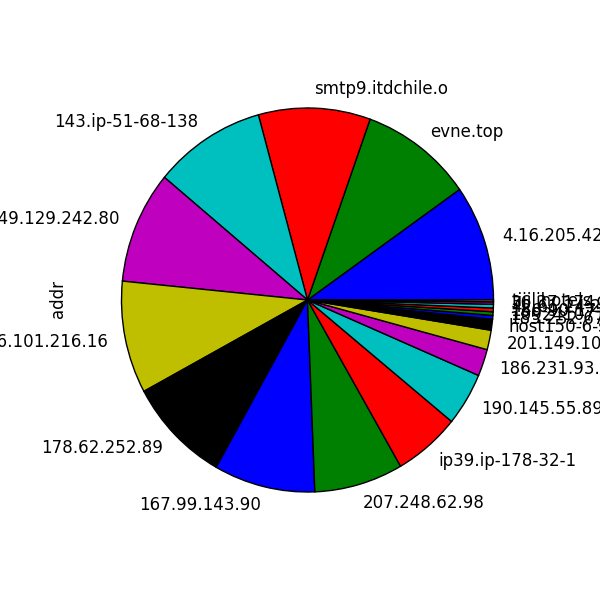 smtp9.itdchile.o
143.ip-51-68-138
evne.top
49.129.242.80
4.16.205.42
addr
6.101.216.16
201.149.10
186.231.93.
190.145.55.89
178.62.252.89
ip39.ip-178-32-1
167.99.143.90
207.248.62.98